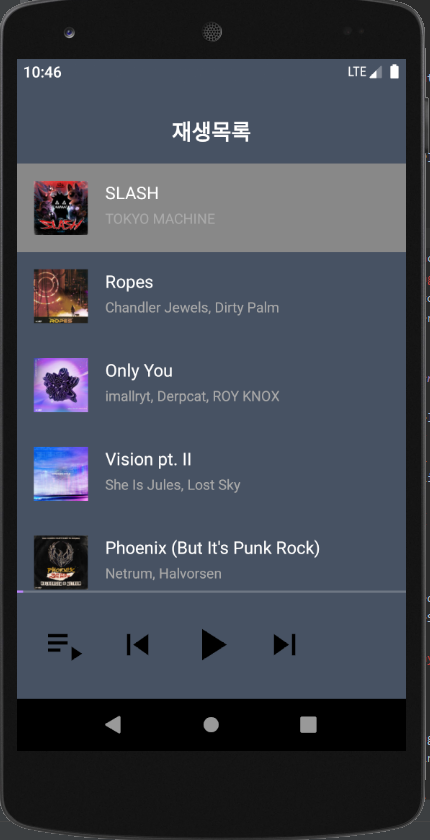 10:46
LTE
재생목록
SLASH
TOKYO MACHINE
Ropes
Chandler Jewels, Dirty Palm
Only You
imallryt, Derpcat, ROY KNOX
Vision pt. II
She Is Jules, Lost Sky
Phoenix (But It's Punk Rock)
Netrum, Halvorsen